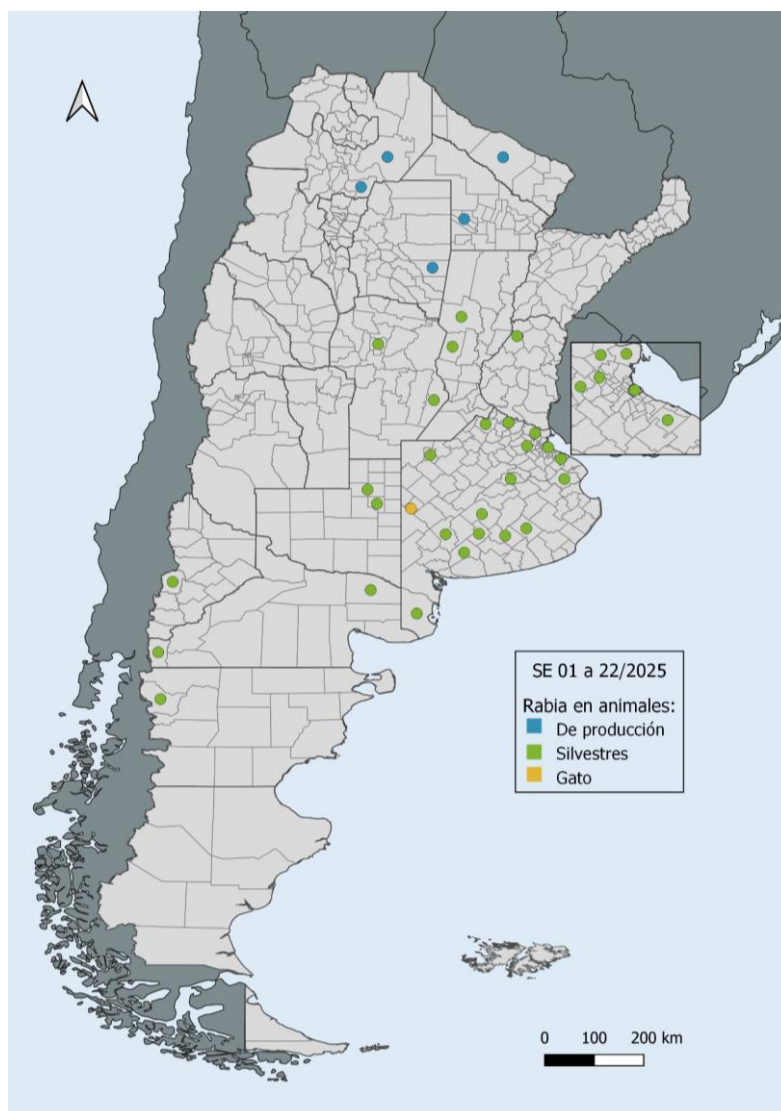 SE 01 a 22/2025
Rabia en animales:
De producción
Silvestres
Gato
0 100 200 km